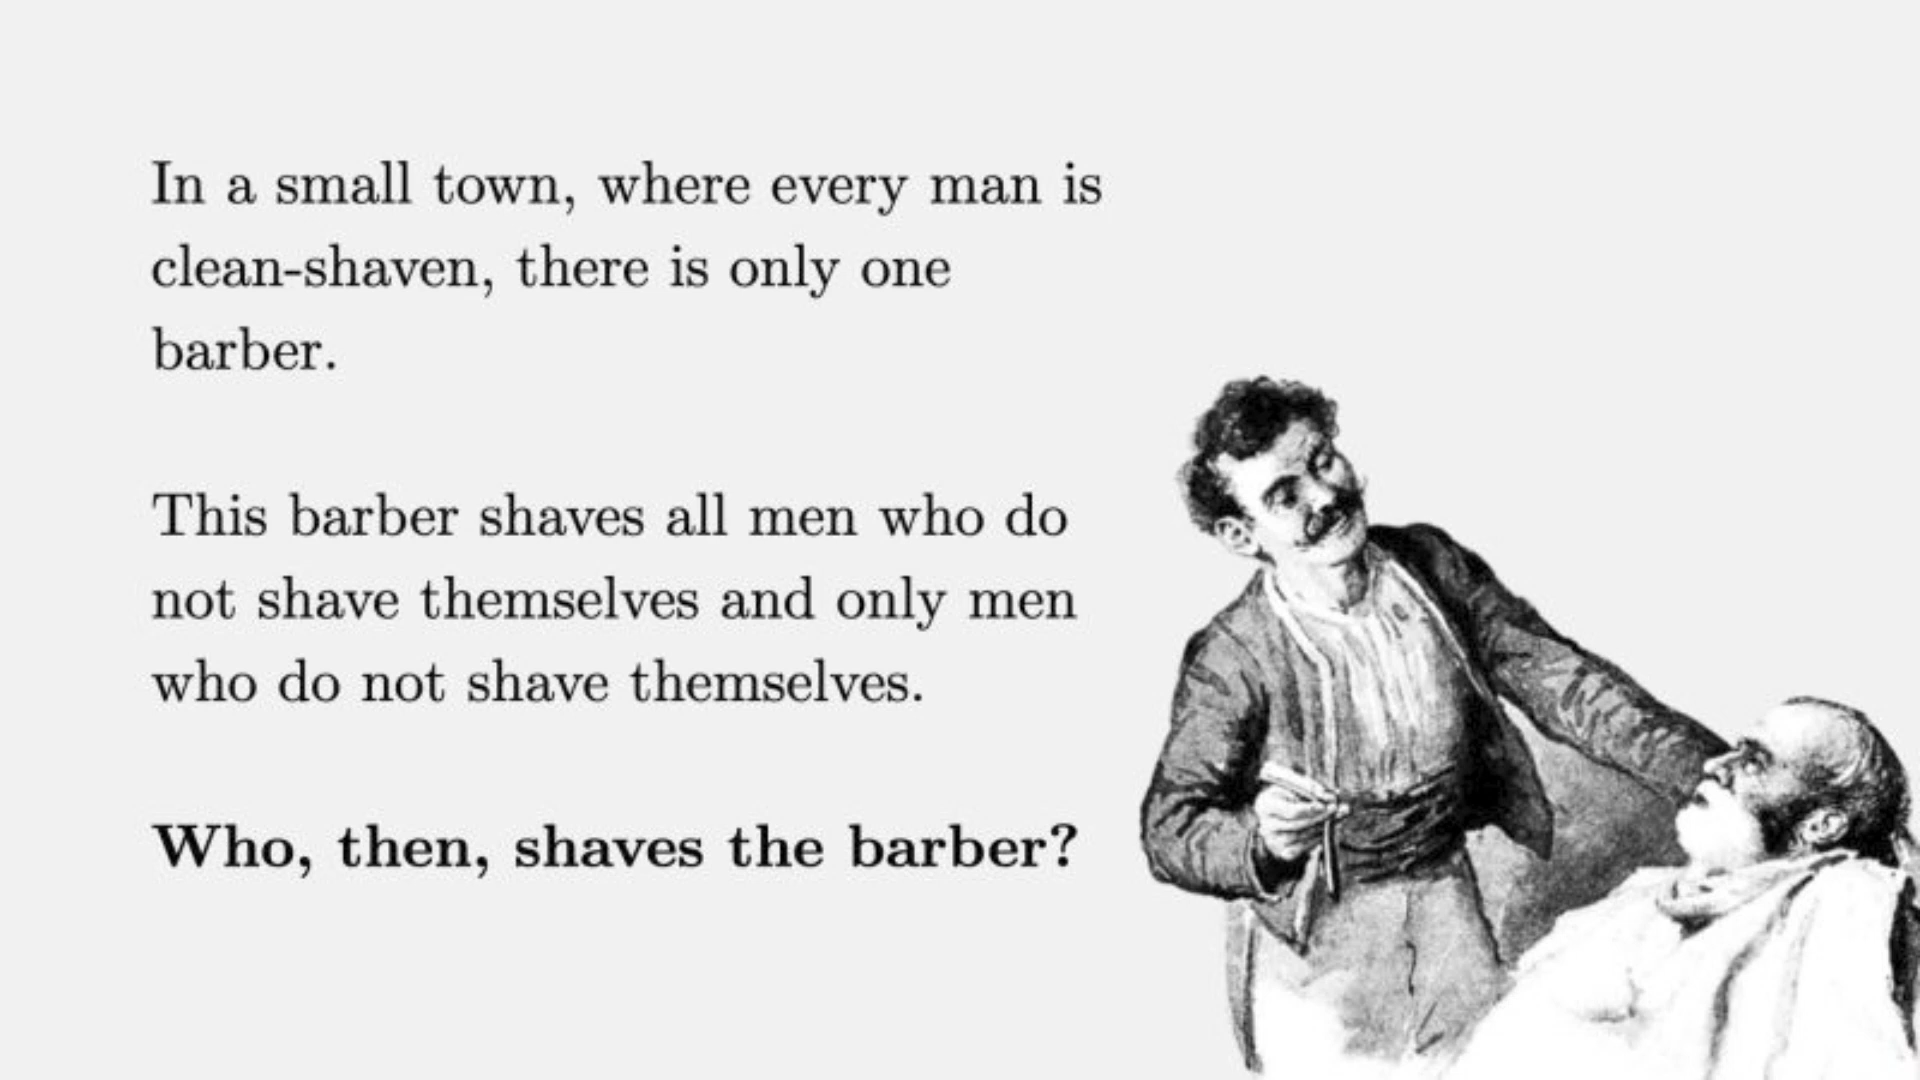 In a small town, where every man is
clean-shaven, there is only one
barber.
This barber shaves all men who do
not shave themselves and only men
who do not shave themselves.
Who, then, shaves the barber?